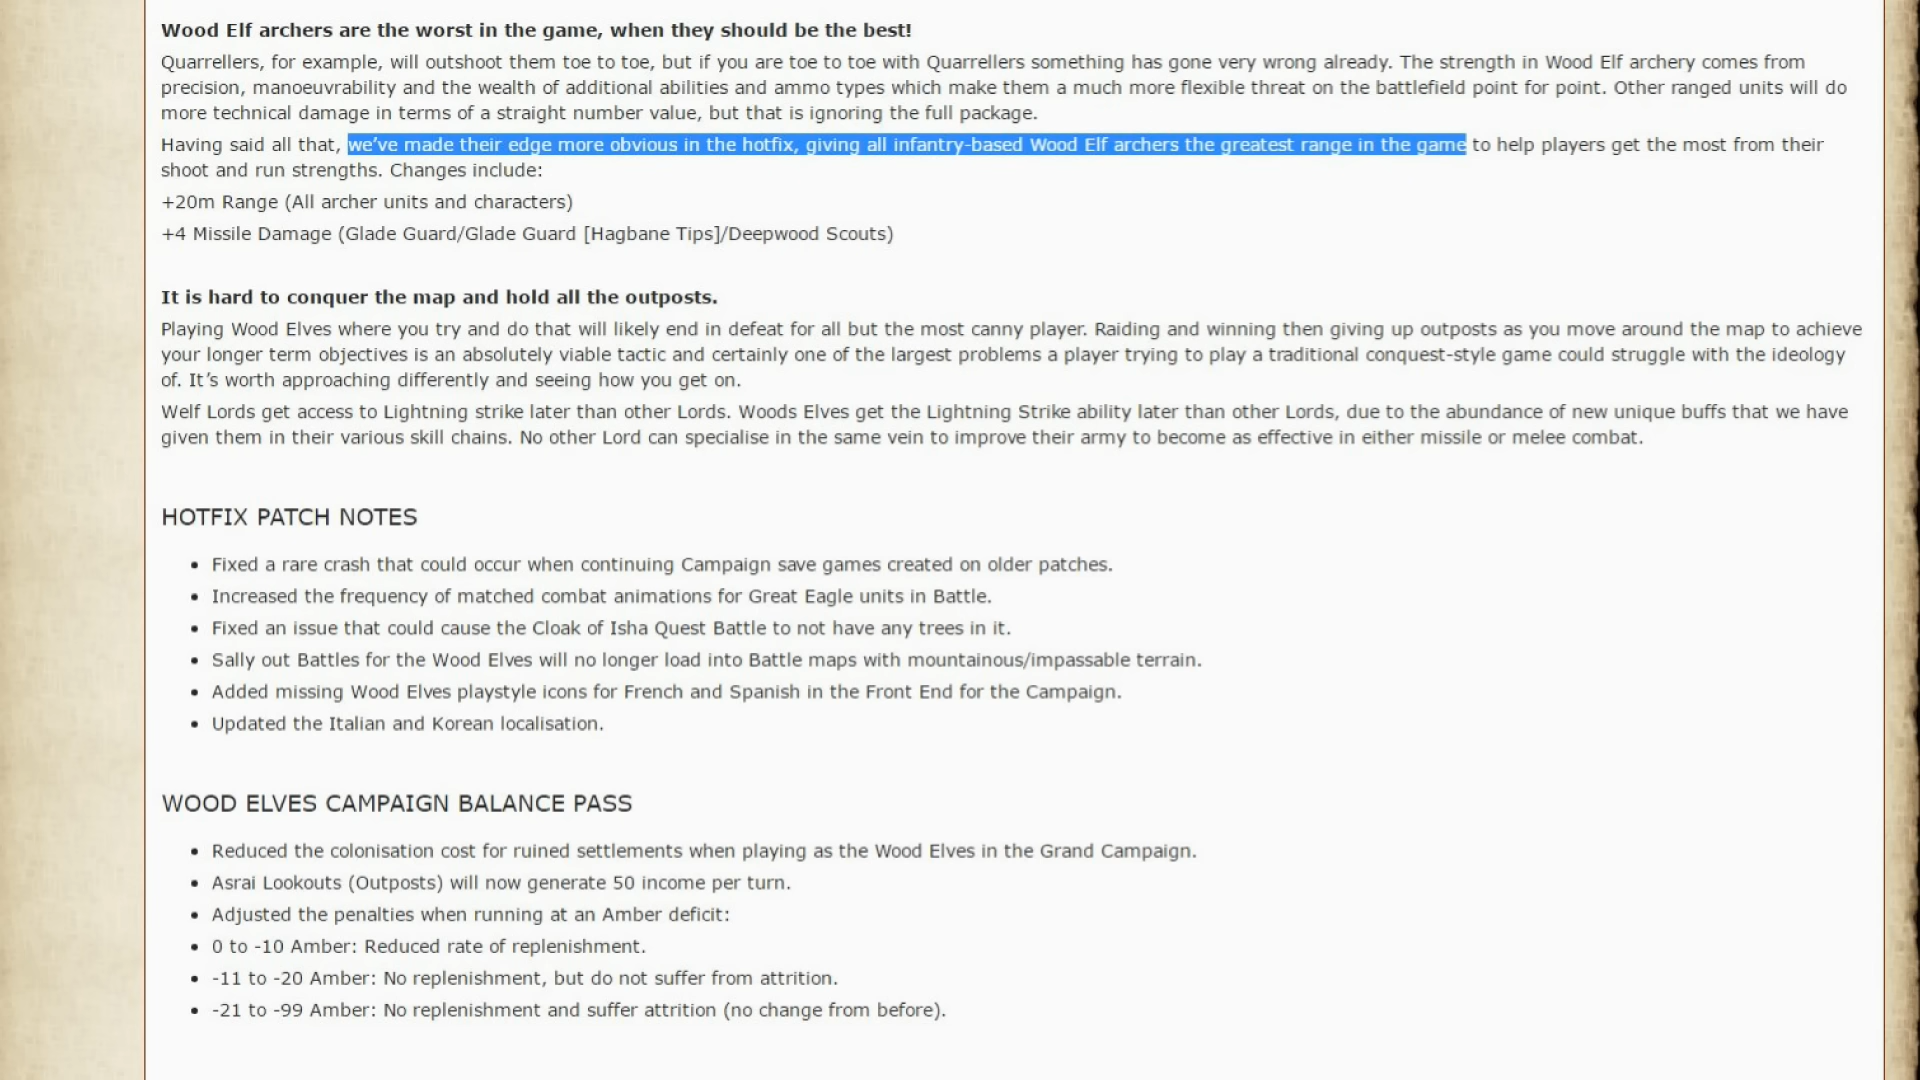 Wood Elf archers are the worst in the game, when they should be the best!
Quarrellers, for example, will outshoot them toe to toe, but if you are toe to toe with Quarrellers something has gone very wrong already. The strength in Wood Elf archery comes from
precision, manoeuvrability and the wealth of additional abilities and ammo types which make them a much more flexible threat on the battlefield point for point. Other ranged units will do
more technical damage in terms of a straight number value, but that is ignoring the full package.
Having said all that, we've made their edge more obvious in the hotfix, giving all infantry-based Wood Elf archers the greatest range in the game to help players get the most from their
shoot and run strengths. Changes include:
+20m Range (All archer units and characters)
+4 Missile Damage (Glade Guard/Glade Guard [Hagbane Tips]/Deepwood Scouts)
It is hard to conquer the map and hold all the outposts.
Playing Wood Elves where you try and do that will likely end in defeat for all but the most canny player. Raiding and winning then giving up outposts as you move around the map to achieve
your longer term objectives is an absolutely viable tactic and certainly one of the largest problems a player trying to play a traditional conquest-style game could struggle with the ideology
of. It's worth approaching differently and seeing how you get on.
Welf Lords get access to Lightning strike later than other Lords. Woods Elves get the Lightning Strike ability later than other Lords, due to the abundance of new unique buffs that we have
given them in their various skill chains. No other Lord can specialise in the same vein to improve their army to become as effective in either missile or melee combat.
HOTFIX PATCH NOTES
• Fixed a rare crash that could occur when continuing Campaign save games created on older patches.
• Increased the frequency of matched combat animations for Great Eagle units in Battle.
• Fixed an issue that could cause the Cloak of Isha Quest Battle to not have any trees in it.
• Sally out Battles for the Wood Elves will no longer load into Battle maps with mountainous/impassable terrain.
• Added missing Wood Elves playstyle icons for French and Spanish in the Front End for the Campaign.
• Updated the Italian and Korean localisation.
WOOD ELVES CAMPAIGN BALANCE PASS
• Reduced the colonisation cost for ruined settlements when playing as the Wood Elves in the Grand Campaign.
• Asrai Lookouts (Outposts) will now generate 50 income per turn.
• Adjusted the penalties when running at an Amber deficit:
• 0 to -10 Amber: Reduced rate of replenishment.
• -11 to -20 Amber: No replenishment, but do not suffer from attrition.
• -21 to -99 Amber: No replenishment and suffer attrition (no change from before).